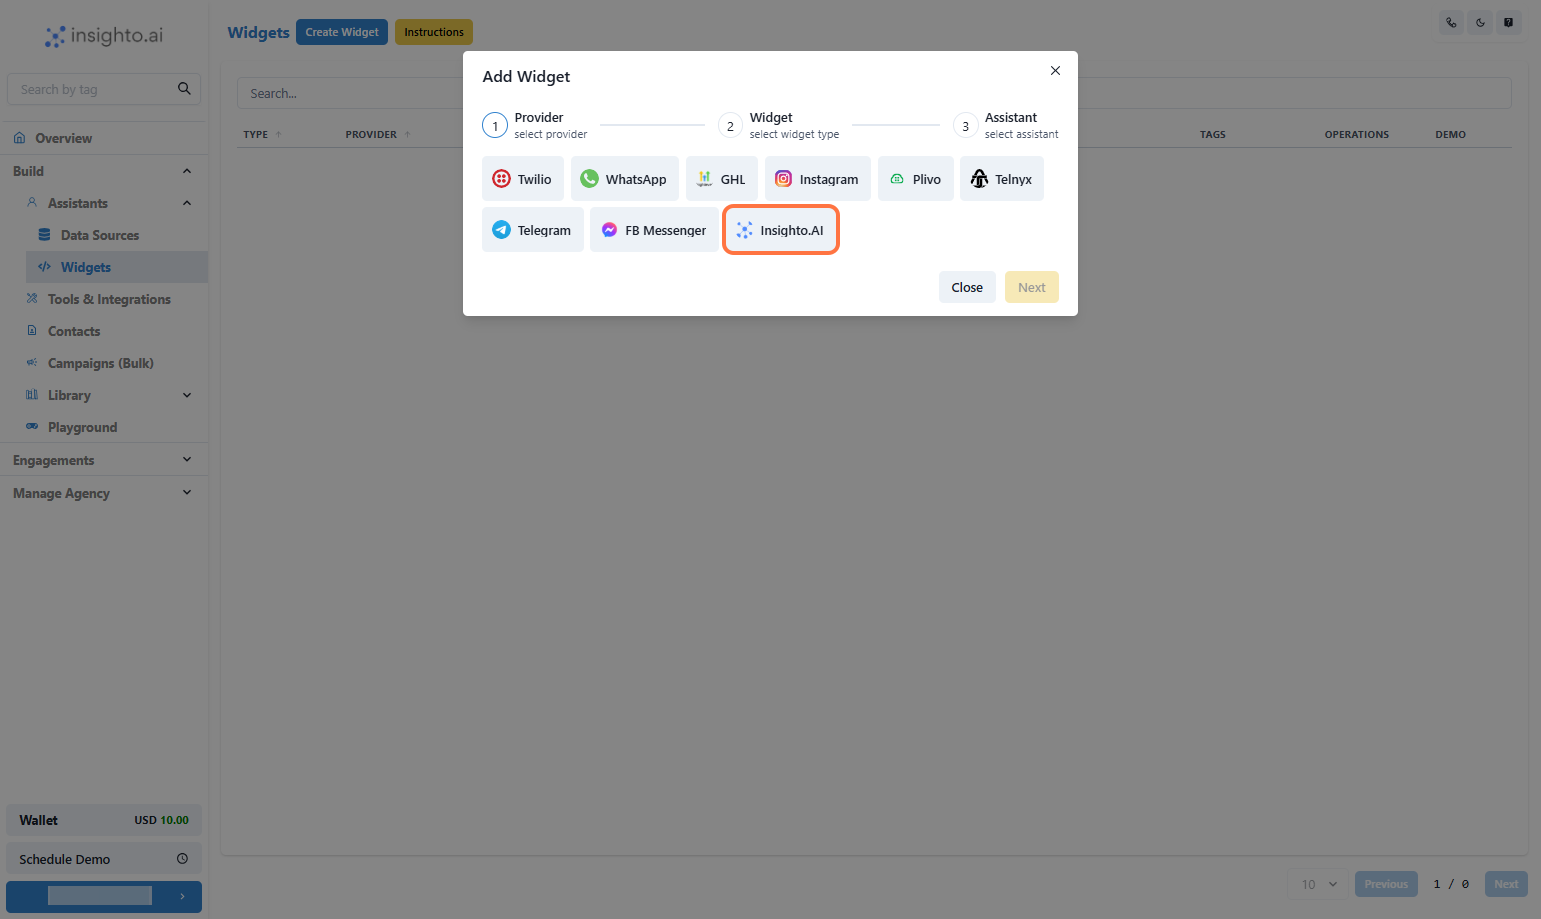 insighto.ai
Widgets
Create Widget
Instructions
Search by tag
Overview
Build
Assistants
Data Sources
Widgets
Tools & Integrations
Contacts
Campaigns (Bulk)
Library
Playground
Engagements
Manage Agency
Wallet USD 10.00
Schedule Demo
Search...
TYPE PROVIDER TAGS OPERATIONS DEMO
Add Widget
1 Provider
select provider
2 Widget
select widget type
3 Assistant
select assistant
Twilio WhatsApp GHL Instagram Plivo Telnyx
Telegram FB Messenger Insighto.AI
Close Next
10 Previous 1 / 0 Next